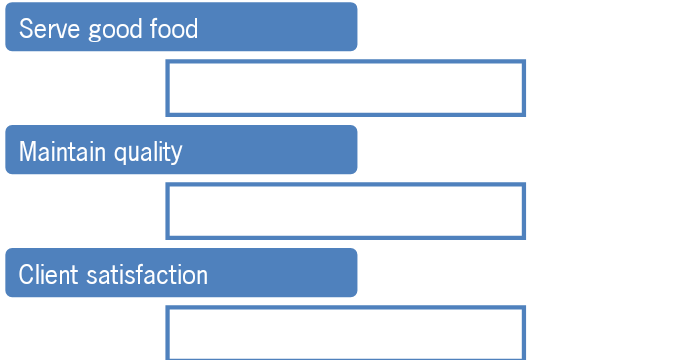 Serve good food
Maintain quality
Client satisfaction